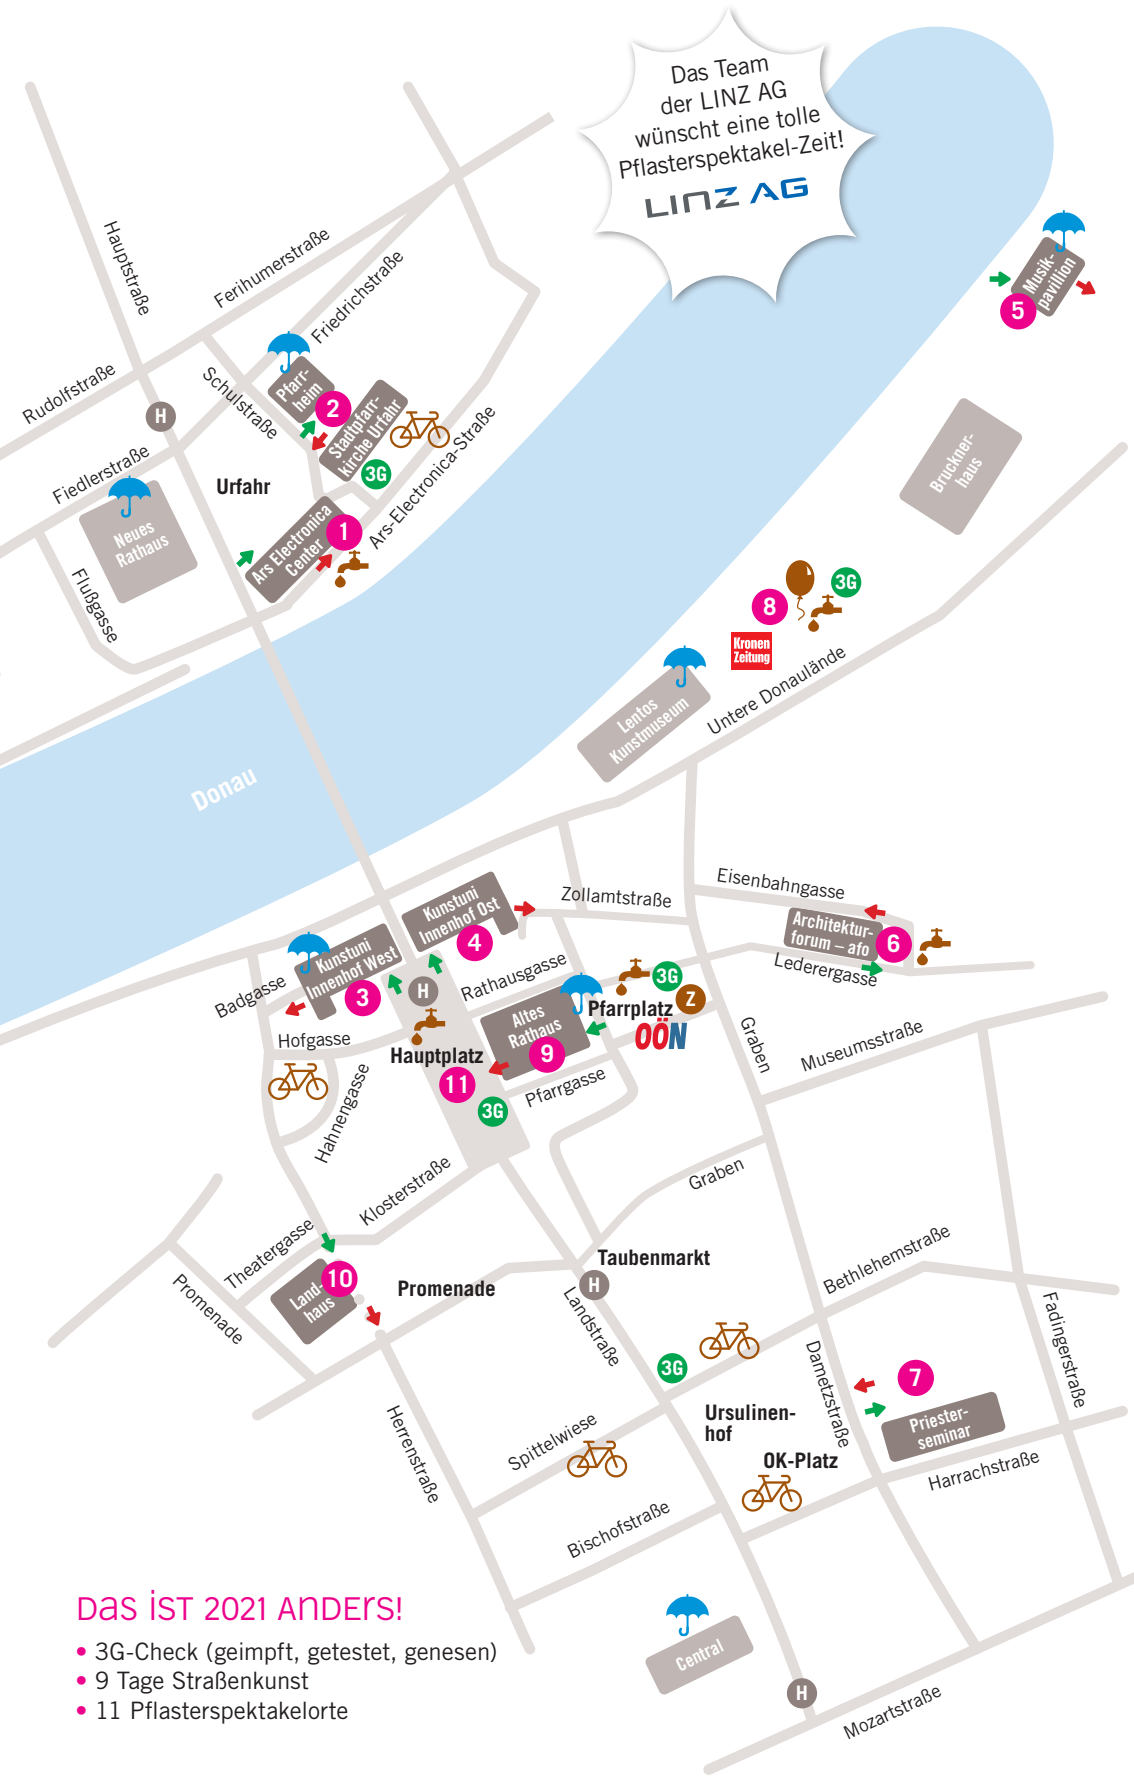 Das Team
der LINZ AG
wünscht eine tolle
Pflasterspektakel-Zeit!
LINZ AG
Hauptstraße
Ferihumerstraße
Friedrichstraße
Rudolfstraße
Schulstraße
Musik-
pavillion
5
Pfarr-
heim
2
H
Stadtpfarr-
kirche Urfahr
3G
Fiedlerstraße
Urfahr
Neues
Rathaus
Ars Electronica
Center
1
Ars-Electronica-Straße
Flußgasse
Bruckner-
haus
8
3G
Kronen
Zeitung
Lentos
Kunstmuseum
Untere Donaulände
Donau
Kunstuni
Innenhof Ost
4
Zollamtstraße
Eisenbahngasse
Architektur-
forum – afo
6
Lederergasse
Kunstuni
Innenhof West
3
Badgasse
H
Rathausgasse
3G
Z
Pfarrplatz
OÖN
Altes
Rathaus
9
Hofgasse
Hauptplatz
11
3G
Pfarrgasse
Hahnengasse
Graben
Museumsstraße
Klosterstraße
Graben
Theatergasse
Promenade
Land-
haus
10
Promenade
Taubenmarkt
H
Landstraße
Bethlehemstraße
Fadingerstraße
3G
Dametzstraße
7
Priester-
seminar
Ursulinen-
hof
OK-Platz
Harrachstraße
Herrenstraße
Spittelwiese
Bischofstraße
Central
H
Mozartstraße
Das ist 2021 anders!
• 3G-Check (geimpft, getestet, genesen)
• 9 Tage Straßenkunst
• 11 Pflasterspektakelorte